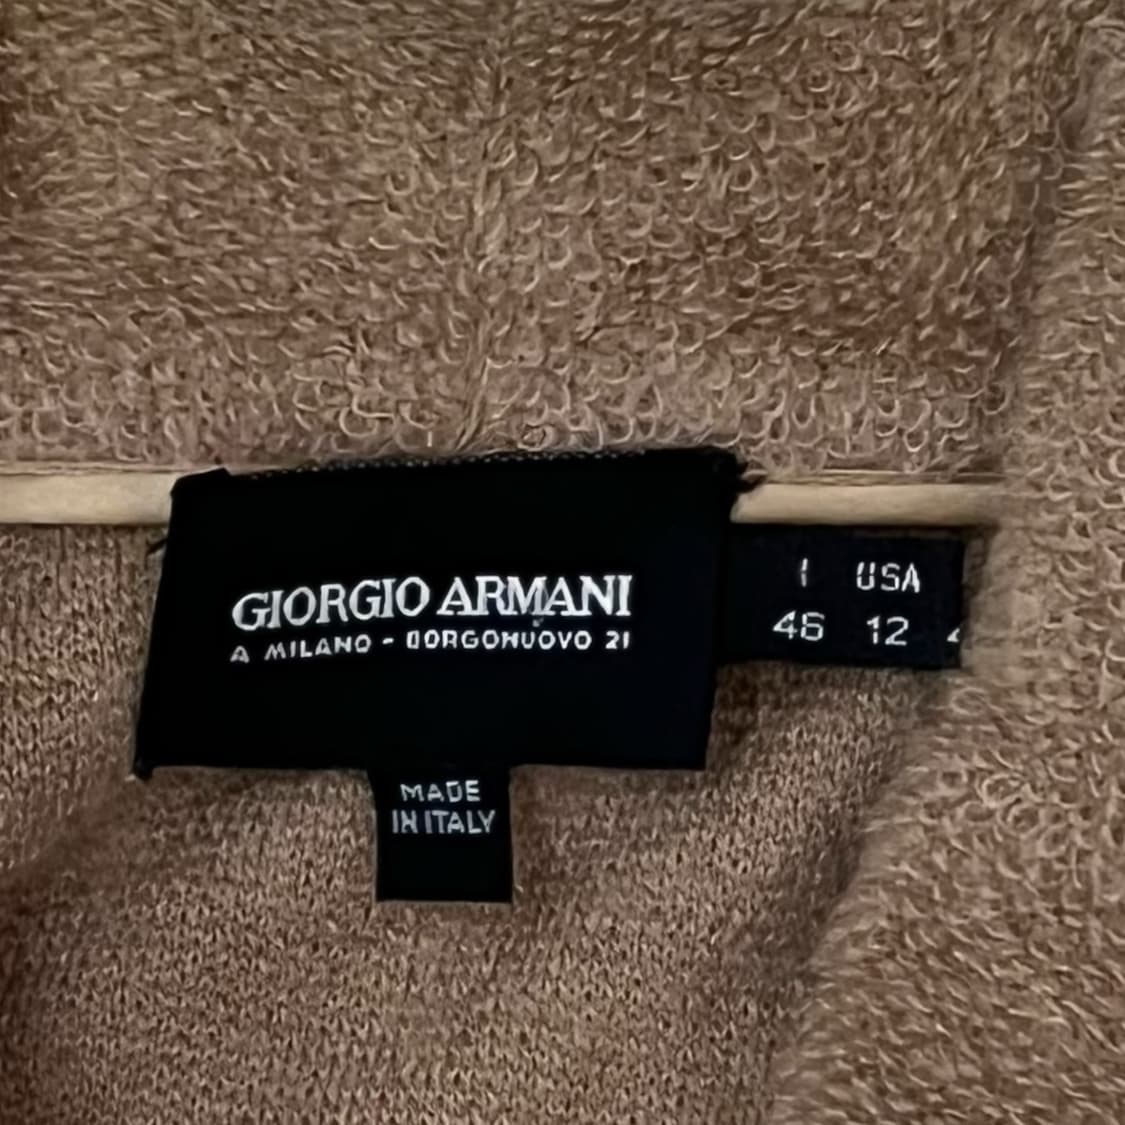 GIORGIO ARMANI
A MILANO - BORGONUOVO 21
I USA
46 12
MADE
IN ITALY